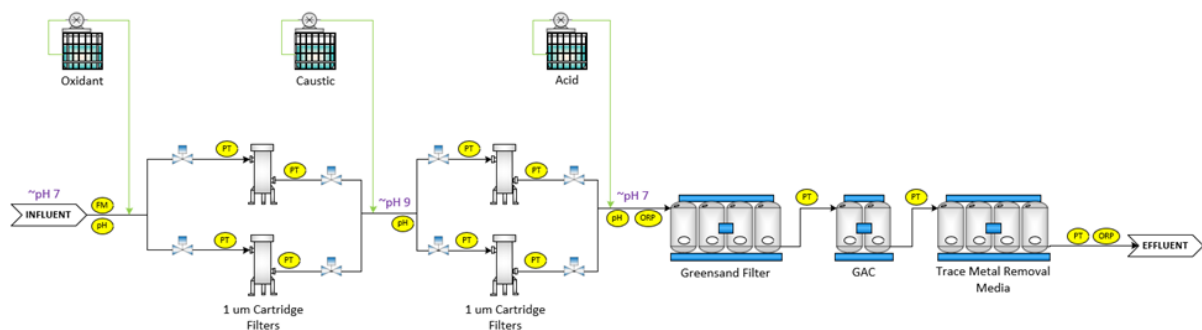 Oxidant
Caustic
Acid
PT
PT
PT
PT
~pH 7
FM
INFLUENT
pH
~pH 9
pH
~pH 7
pH
ORP
PT
PT
PT
PT
PT
PT
PT
ORP
EFFLUENT
1 um Cartridge
Filters
1 um Cartridge
Filters
Greensand Filter
GAC
Trace Metal Removal
Media